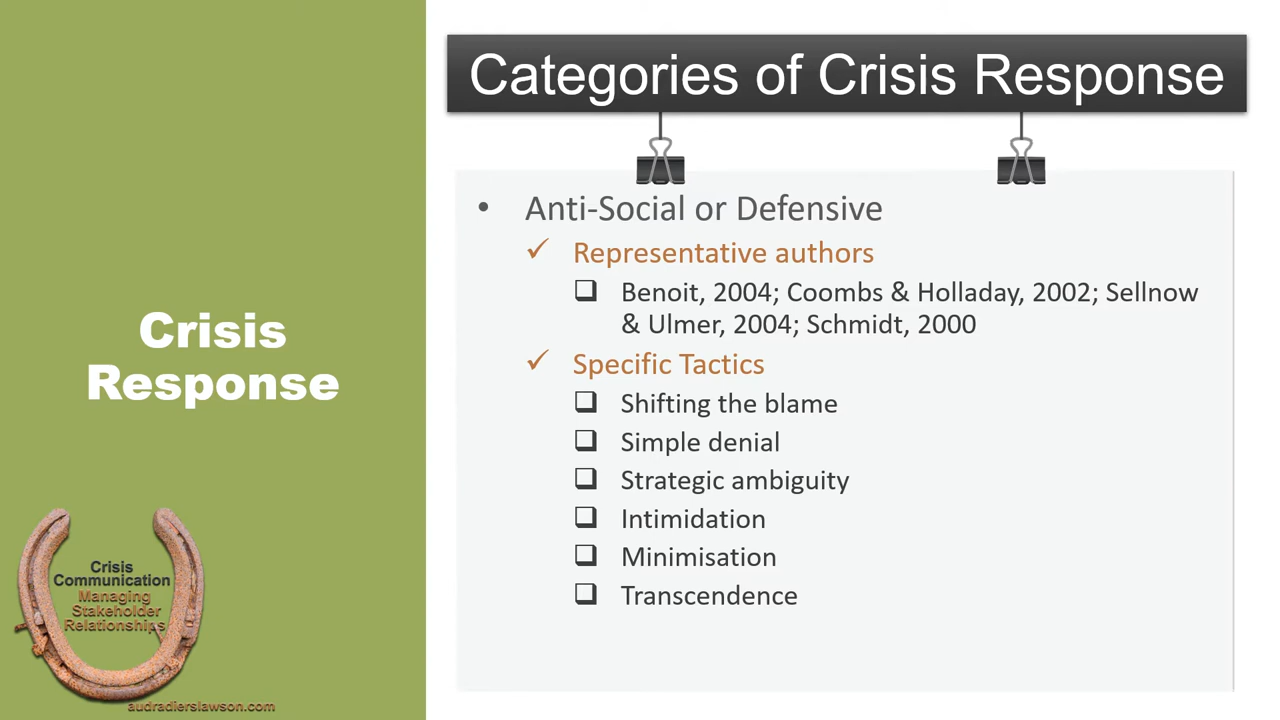 Categories of Crisis Response
Crisis
Response
• Anti-Social or Defensive
✓ Representative authors
❑ Benoit, 2004; Coombs & Holladay, 2002; Sellnow
& Ulmer, 2004; Schmidt, 2000
✓ Specific Tactics
❑ Shifting the blame
❑ Simple denial
❑ Strategic ambiguity
❑ Intimidation
❑ Minimisation
❑ Transcendence
Crisis
Communication
Managing
Stakeholder
Relationships
audradierslawson.com